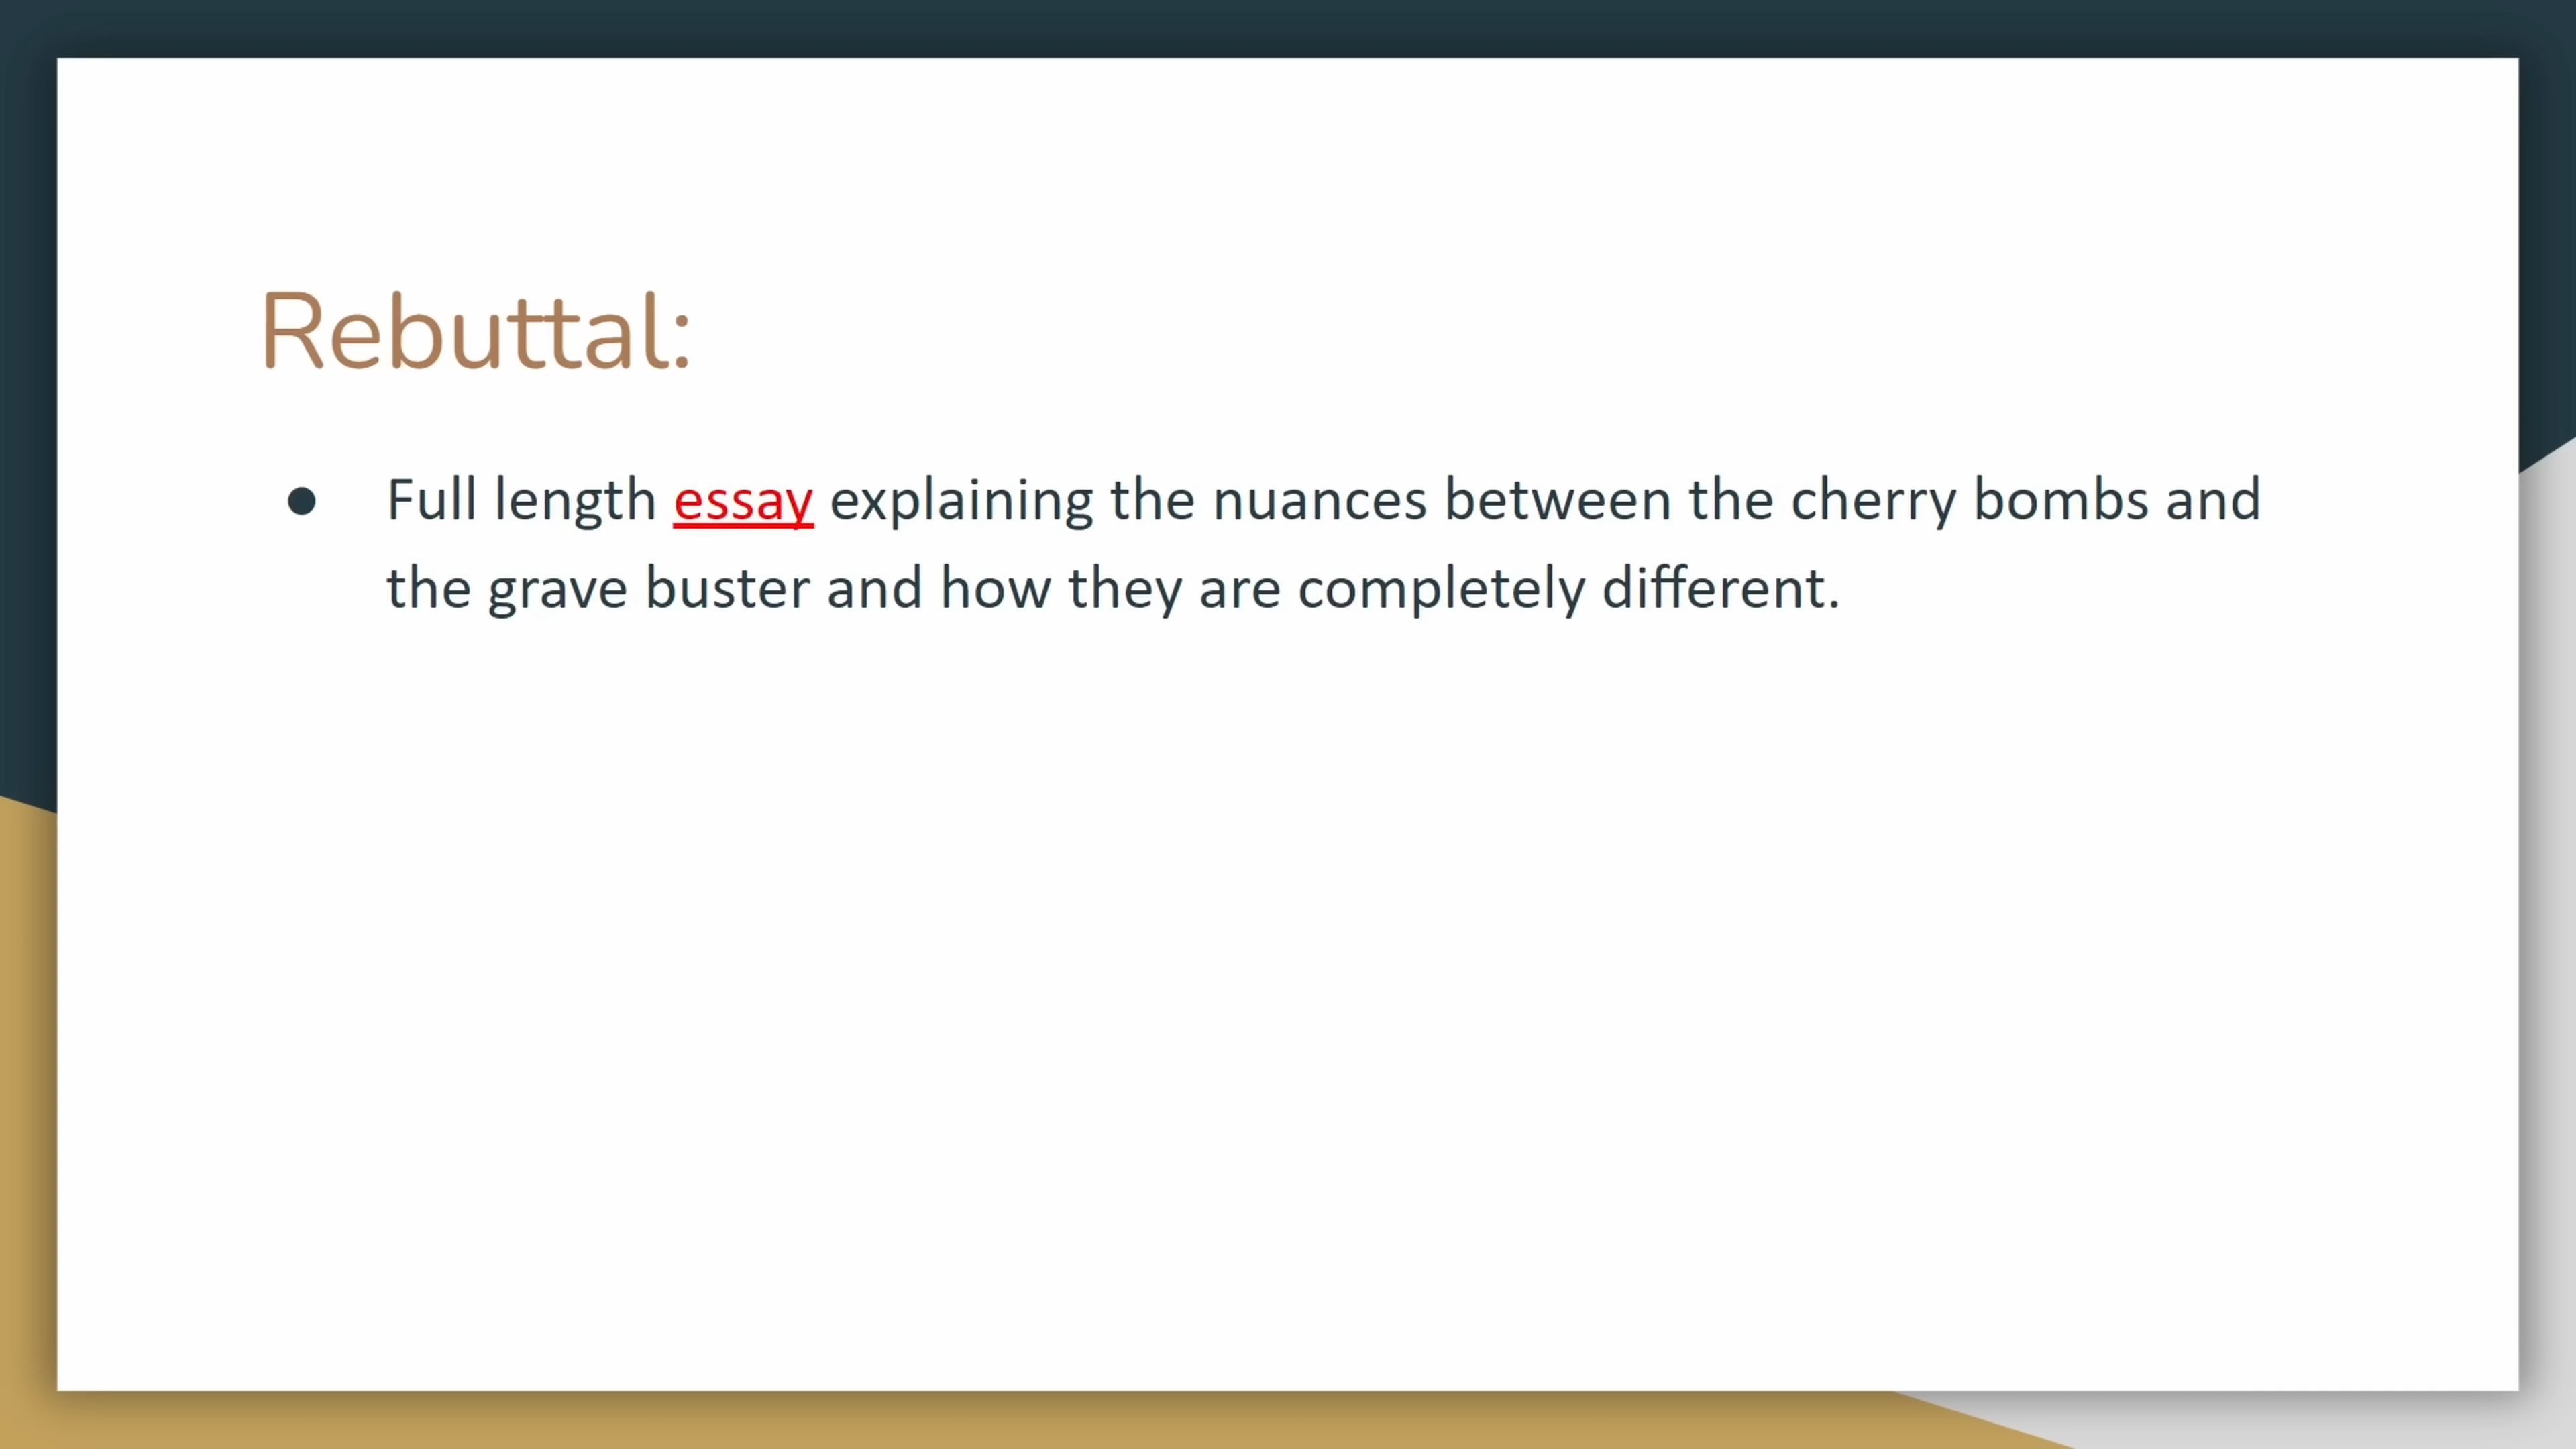 Rebuttal:
● Full length essay explaining the nuances between the cherry bombs and
the grave buster and how they are completely different.